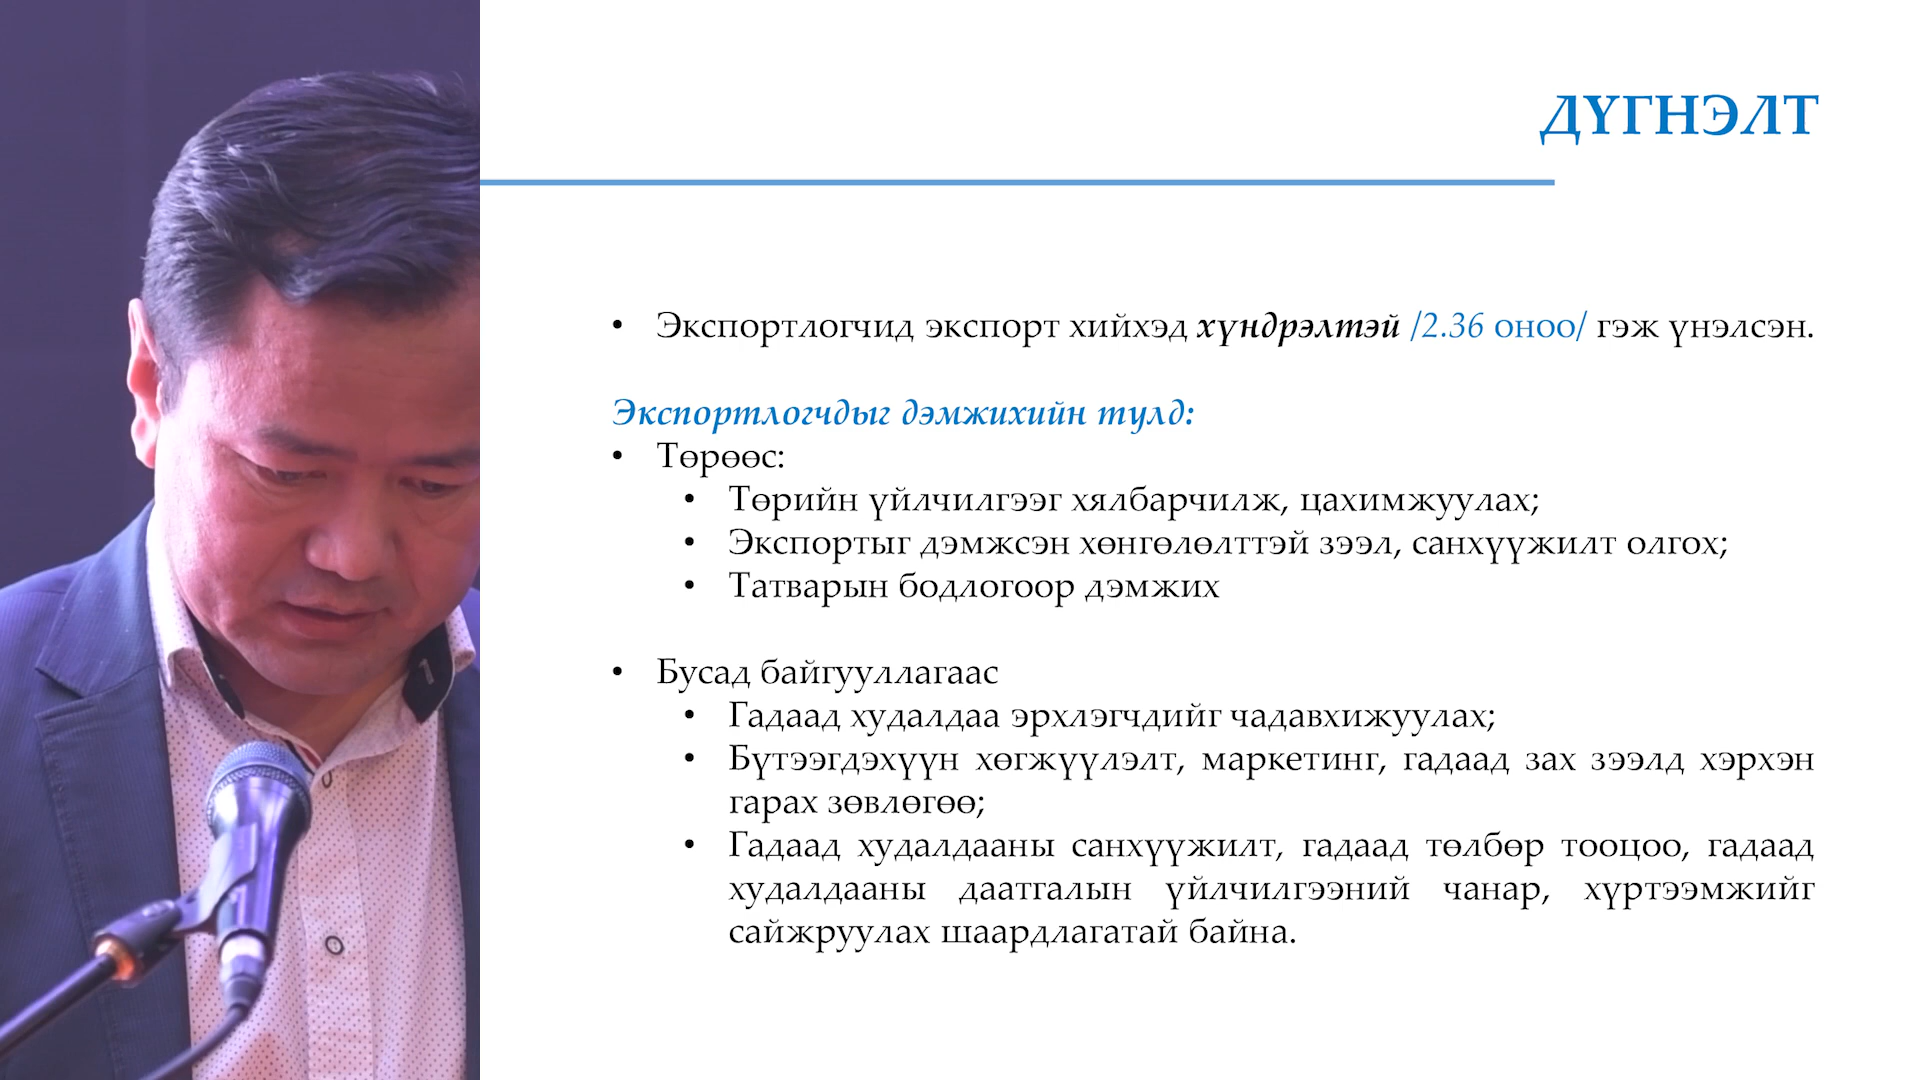 ДҮГНЭЛТ
• Экспортлогчид экспорт хийхэд хүндрэлтэй /2.36 оноо/ гэж үнэлсэн.
Экспортлогчдыг дэмжихийн тулд:
• Төрөөс:
• Төрийн үйлчилгээг хялбарчилж, цахимжуулах;
• Экспортыг дэмжсэн хөнгөлөлттэй зээл, санхүүжилт олгох;
• Татварын бодлогоор дэмжих
• Бусад байгууллагаас
• Гадаад худалдаа эрхлэгчдийг чадавхижуулах;
• Бүтээгдэхүүн хөгжүүлэлт, маркетинг, гадаад зах зээлд хэрхэн
гарах зөвлөгөө;
• Гадаад худалдааны санхүүжилт, гадаад төлбөр тооцоо, гадаад
худалдааны даатгалын үйлчилгээний чанар, хүртээмжийг
сайжруулах шаардлагатай байна.